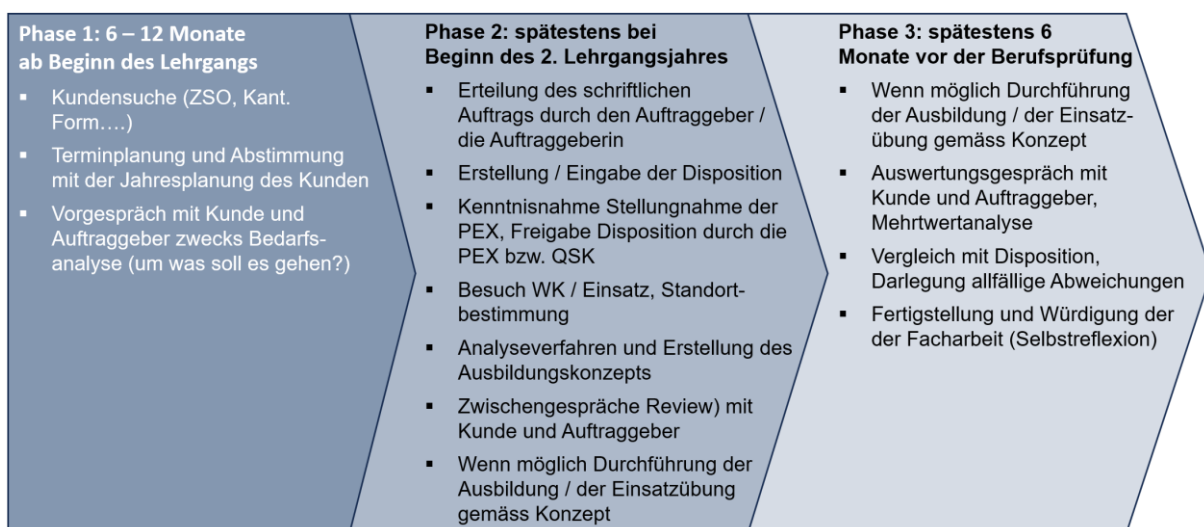 Phase 1: 6 – 12 Monate
ab Beginn des Lehrgangs
▪ Kundensuche (ZSO, Kant.
Form….)
▪ Terminplanung und Abstimmung
mit der Jahresplanung des Kunden
▪ Vorgespräch mit Kunde und
Auftraggeber zwecks Bedarfs-
analyse (um was soll es gehen?)
Phase 2: spätestens bei
Beginn des 2. Lehrgangsjahres
▪ Erteilung des schriftlichen
Auftrags durch den Auftraggeber /
die Auftraggeberin
▪ Erstellung / Eingabe der Disposition
▪ Kenntnisnahme Stellungnahme der
PEX, Freigabe Disposition durch die
PEX bzw. QSK
▪ Besuch WK / Einsatz, Standort-
bestimmung
▪ Analyseverfahren und Erstellung des
Ausbildungskonzepts
▪ Zwischengespräche Review) mit
Kunde und Auftraggeber
▪ Wenn möglich Durchführung der
Ausbildung / der Einsatzübung
gemäss Konzept
Phase 3: spätestens 6
Monate vor der Berufsprüfung
▪ Wenn möglich Durchführung
der Ausbildung / der Einsatz-
übung gemäss Konzept
▪ Auswertungsgespräch mit
Kunde und Auftraggeber,
Mehrtwertanalyse
▪ Vergleich mit Disposition,
Darlegung allfällige Abweichungen
▪ Fertigstellung und Würdigung der
der Facharbeit (Selbstreflexion)